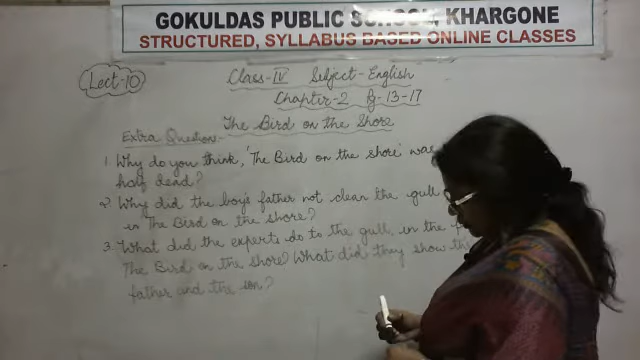 GOKULDAS PUBLIC SCHOOL, KHARGONE
STRUCTURED, SYLLABUS BASED ONLINE CLASSES
Lect-10
Class-IV Subject-English
Chapter-2 Pg-13-17
The Bird on the Shore
Extra Question:-
1. Why do you think, 'The Bird on the shore' was
half dead?
2. Why did the boy's father not clean the gull
in The Bird on the shore?
3. What did the experts do to the gull, in the
The Bird on the shore? What did they show the
father and the son?